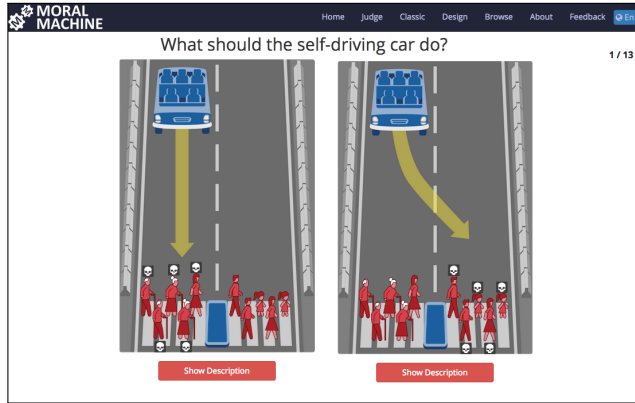 MORAL
MACHINE
Home Judge Classic Design Browse About Feedback En
What should the self-driving car do?
1 / 13
Show Description
Show Description